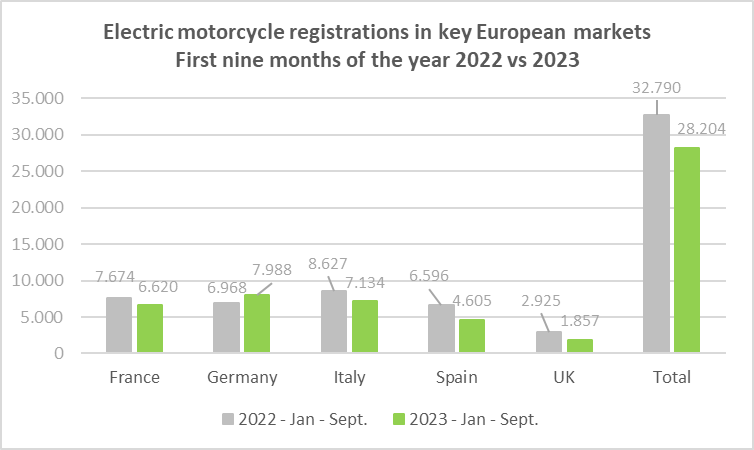 Electric motorcycle registrations in key European markets
First nine months of the year 2022 vs 2023
35.000
30.000
25.000
20.000
15.000
10.000
5.000
0
7.674
6.620
6.968
7.988
8.627
7.134
6.596
4.605
2.925
1.857
32.790
28.204
France
Germany
Italy
Spain
UK
Total
2022 - Jan - Sept.
2023 - Jan - Sept.